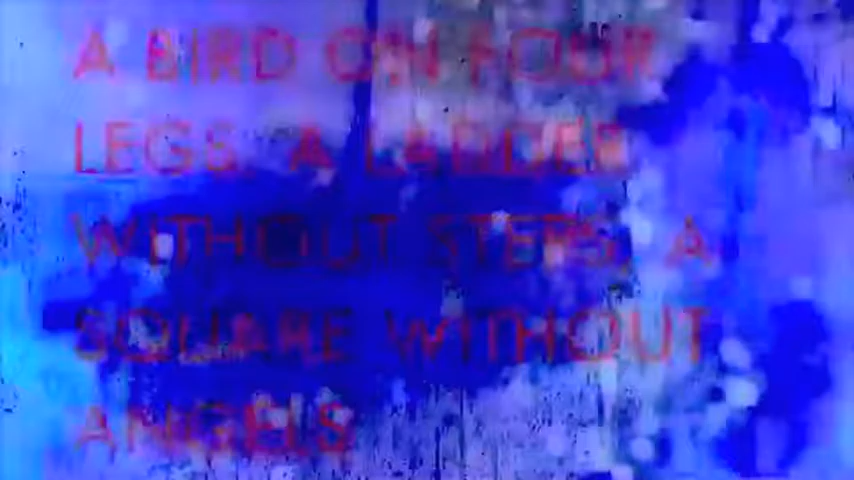 A BIRD ON FOUR
LEGS, A LADDER
WITHOUT STEPS, A
SQUARE WITHOUT
ANGELS